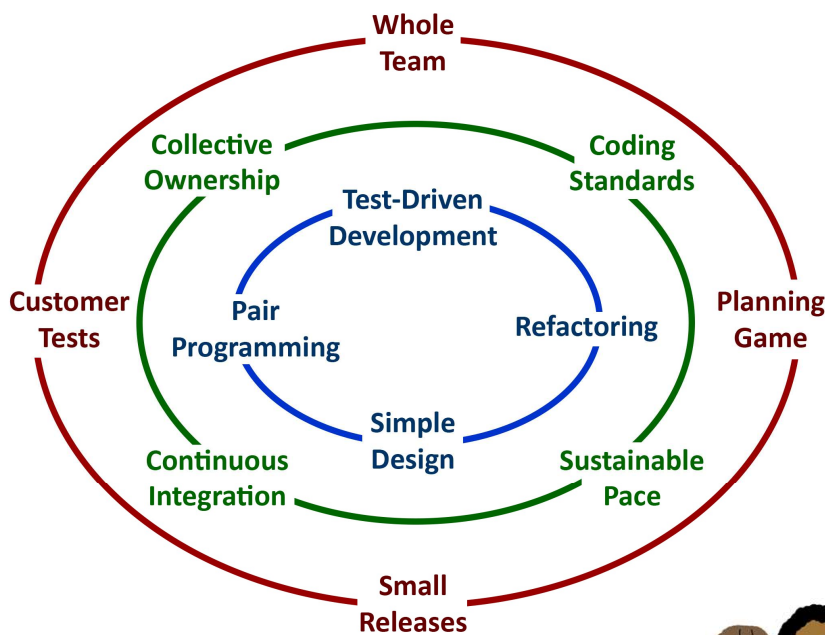 Whole
Team
Collective
Ownership
Coding
Standards
Test-Driven
Development
Customer
Tests
Pair
Programming
Refactoring
Planning
Game
Simple
Design
Continuous
Integration
Sustainable
Pace
Small
Releases